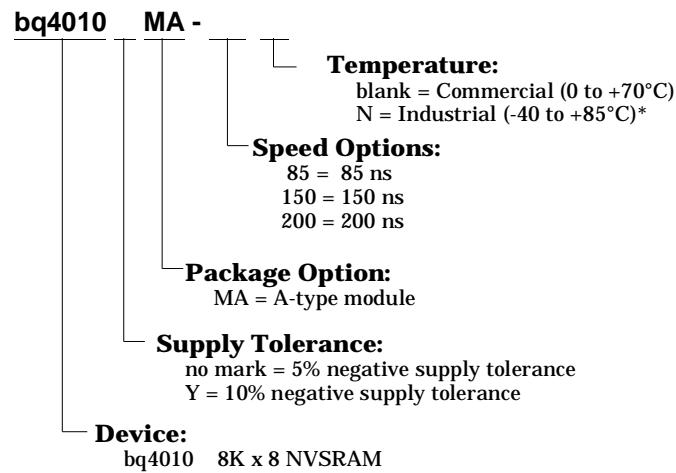 bq4010 MA -
Temperature:
blank = Commercial (0 to +70°C)
N = Industrial (-40 to +85°C)*
Speed Options:
85 = 85 ns
150 = 150 ns
200 = 200 ns
Package Option:
MA = A-type module
Supply Tolerance:
no mark = 5% negative supply tolerance
Y = 10% negative supply tolerance
Device:
bq4010 8K x 8 NVSRAM